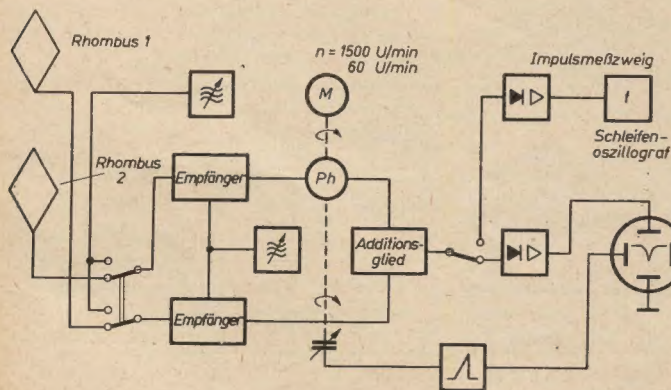 Rhombus 1
n = 1500 U/min
60 U/min
Impulsmeßzweig
M
t
Schleifen-
oszillograf
Rhombus
2
Empfänger
Ph
Additions-
glied
Empfänger